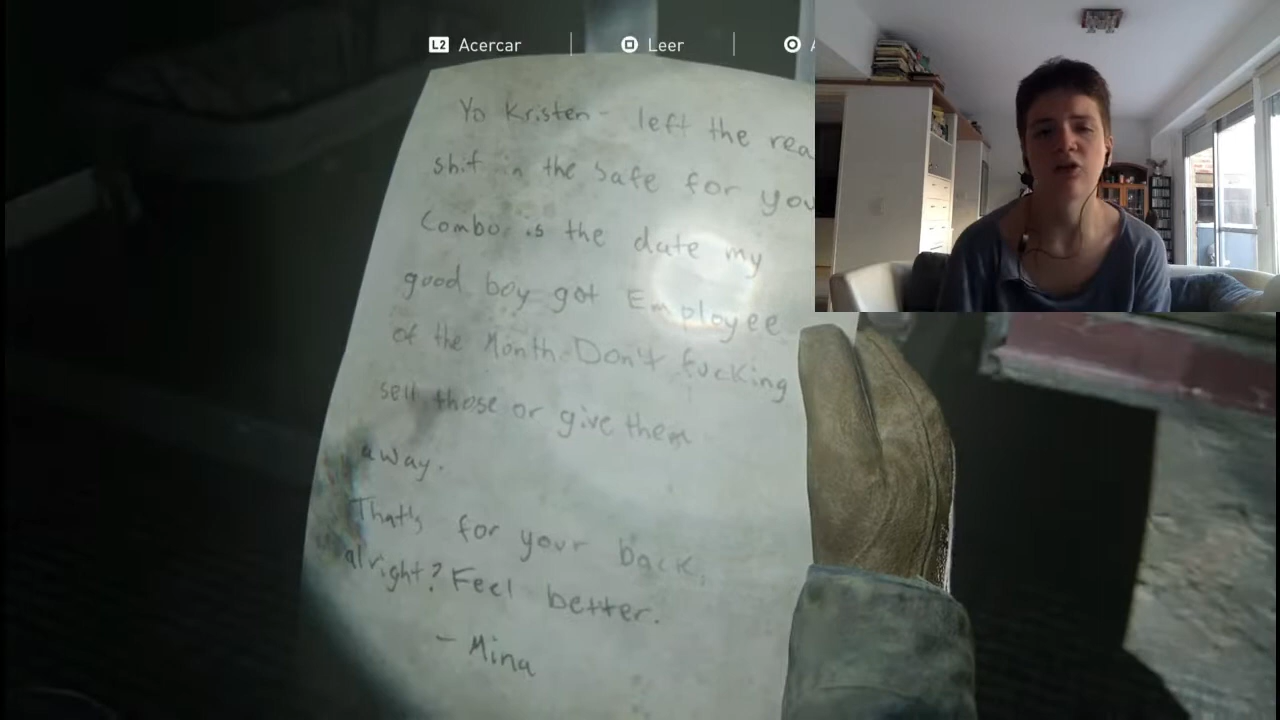 L2 Acercar
Leer
Yo Kristen - left the rea
shit in the safe for you
Combo is the date my
good boy got Employee
of the Month. Don't fucking
sell those or give them
away.
That's for your back,
alright? Feel better.
- Mina